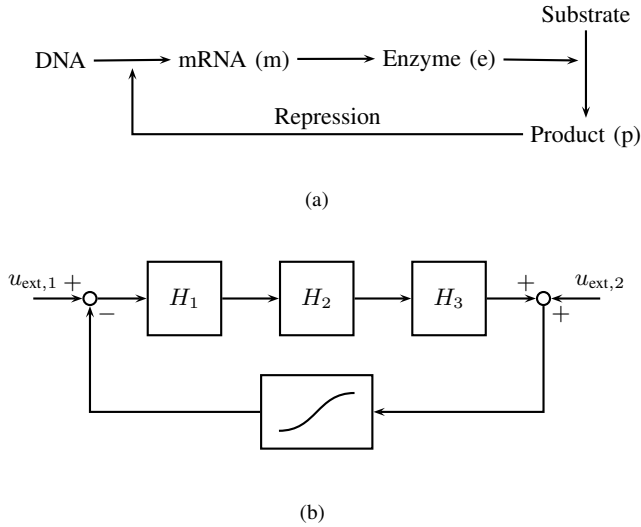 Substrate
DNA mRNA (m) Enzyme (e)
Repression
Product (p)
(a)
u_ext,1 + H_1 H_2 H_3 + u_ext,2
− +
(b)